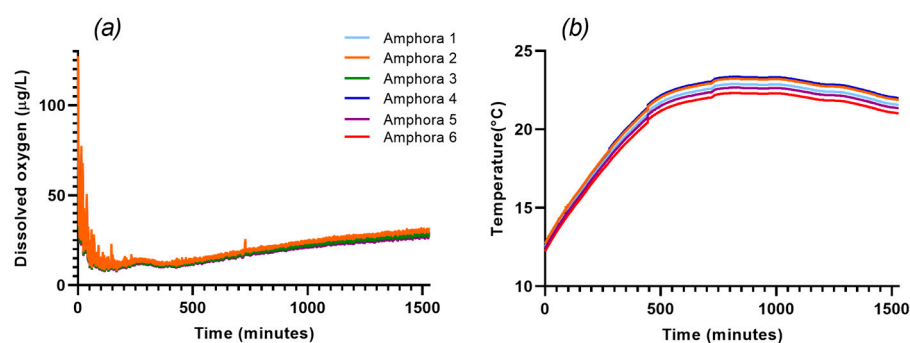 (a)
Dissolved oxygen (µg/L)
100
50
0
0
500
1000
1500
Time (minutes)
Amphora 1
Amphora 2
Amphora 3
Amphora 4
Amphora 5
Amphora 6
(b)
Temperature(°C)
25
20
15
10
0
500
1000
1500
Time (minutes)